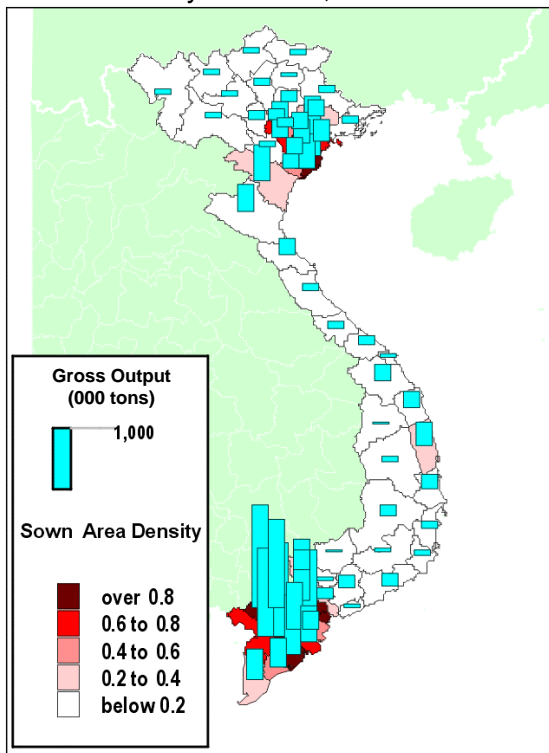 Gross Output
(000 tons)
1,000
Sown Area Density
over 0.8
0.6 to 0.8
0.4 to 0.6
0.2 to 0.4
below 0.2